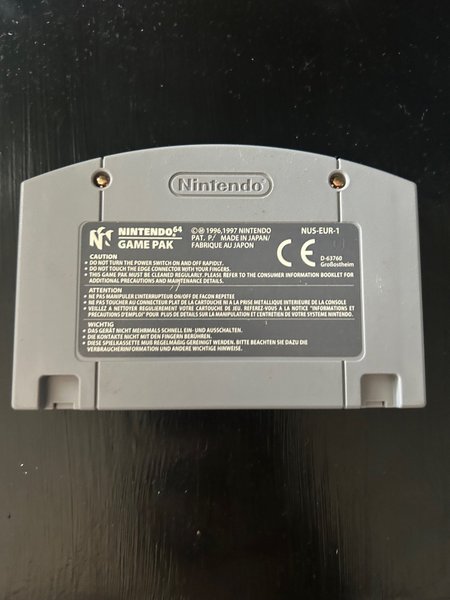 Nintendo
NINTENDO 64
GAME PAK
©Ⓜ 1996,1997 NINTENDO
PAT. P/ MADE IN JAPAN/
FABRIQUE AU JAPON
NUS-EUR-1
CE
D-63760
Großostheim
CAUTION
• DO NOT TURN THE POWER SWITCH ON AND OFF RAPIDLY.
• DO NOT TOUCH THE EDGE CONNECTOR WITH YOUR FINGERS.
• THIS GAME PAK MUST BE CLEANED REGULARLY. PLEASE REFER TO THE CONSUMER INFORMATION BOOKLET FOR
ADDITIONAL PRECAUTIONS AND MAINTENANCE DETAILS.
ATTENTION
• NE PAS MANIPULER L'INTERRUPTEUR ON/OFF DE FAÇON REPETEE
• NE PAS TOUCHER AU CONNECTEUR PLAT DE LA CARTOUCHE NI A LA PRISE METALLIQUE INTERIEURE DE LA CONSOLE
• VEUILLEZ A NETTOYER REGULIÈREMENT VOTRE CARTOUCHE DE JEU. REFEREZ-VOUS A LA NOTICE "INFORMATIONS ET
PRECAUTIONS D'EMPLOI" POUR PLUS DE DETAILS SUR LA MANIPULATION ET L'ENTRETIEN DE VOTRE SYSTEME NINTENDO.
WICHTIG
• DAS GERÄT NICHT MEHRMALS SCHNELL EIN- UND AUSSCHALTEN.
• DIE KONTAKTE NICHT MIT DEN FINGERN BERÜHREN.
• DIESE SPIELKASSETTE MUß REGELMÄßIG GEREINIGT WERDEN. BITTE BEACHTEN SIE DAZU DIE
VERBRAUCHERINFORMATION UND ANDERE WICHTIGE HINWEISE.